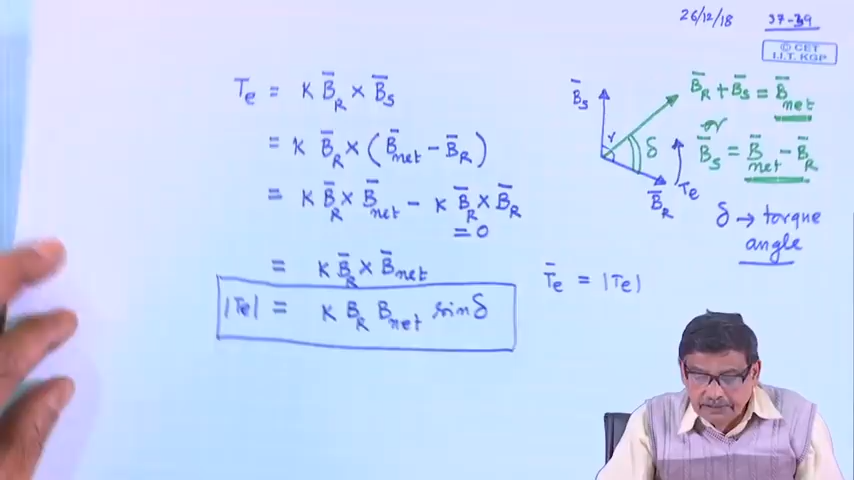 26/12/18 37-39
© CET
I.I.T. KGP
Te = K B̄R × B̄S
= K B̄R × (B̄net − B̄R)
= K B̄R × B̄net − K B̄R × B̄R
= 0
= K B̄R × B̄net
|Te| = K BR Bnet sinδ
B̄S
γ
δ
B̄R
Te
B̄R + B̄S = B̄net
or
B̄S = B̄net − B̄R
δ → torque
angle
T̄e = |Te|